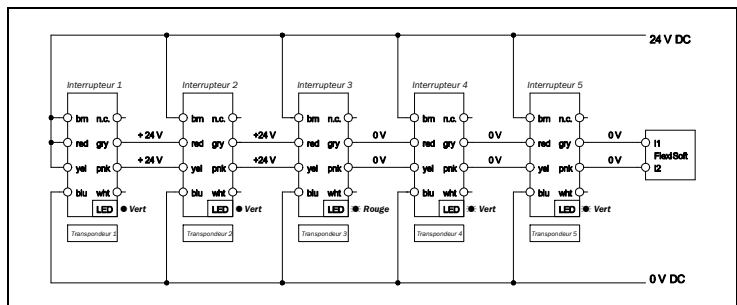 24 V DC
Interrupteur 1 Interrupteur 2 Interrupteur 3 Interrupteur 4 Interrupteur 5
brn n.c. brn n.c. brn n.c. brn n.c. brn n.c.
+ 24 V +24 V 0 V 0 V 0 V
red gry red gry red gry red gry red gry I1
FlexiSoft
+ 24 V +24 V 0 V 0 V 0 V
yel pnk yel pnk yel pnk yel pnk yel pnk I2
blu wht blu wht blu wht blu wht blu wht
LED Vert LED Vert LED Rouge LED Vert LED Vert
Transpondeur 1 Transpondeur 2 Transpondeur 3 Transpondeur 4 Transpondeur 5
0 V DC